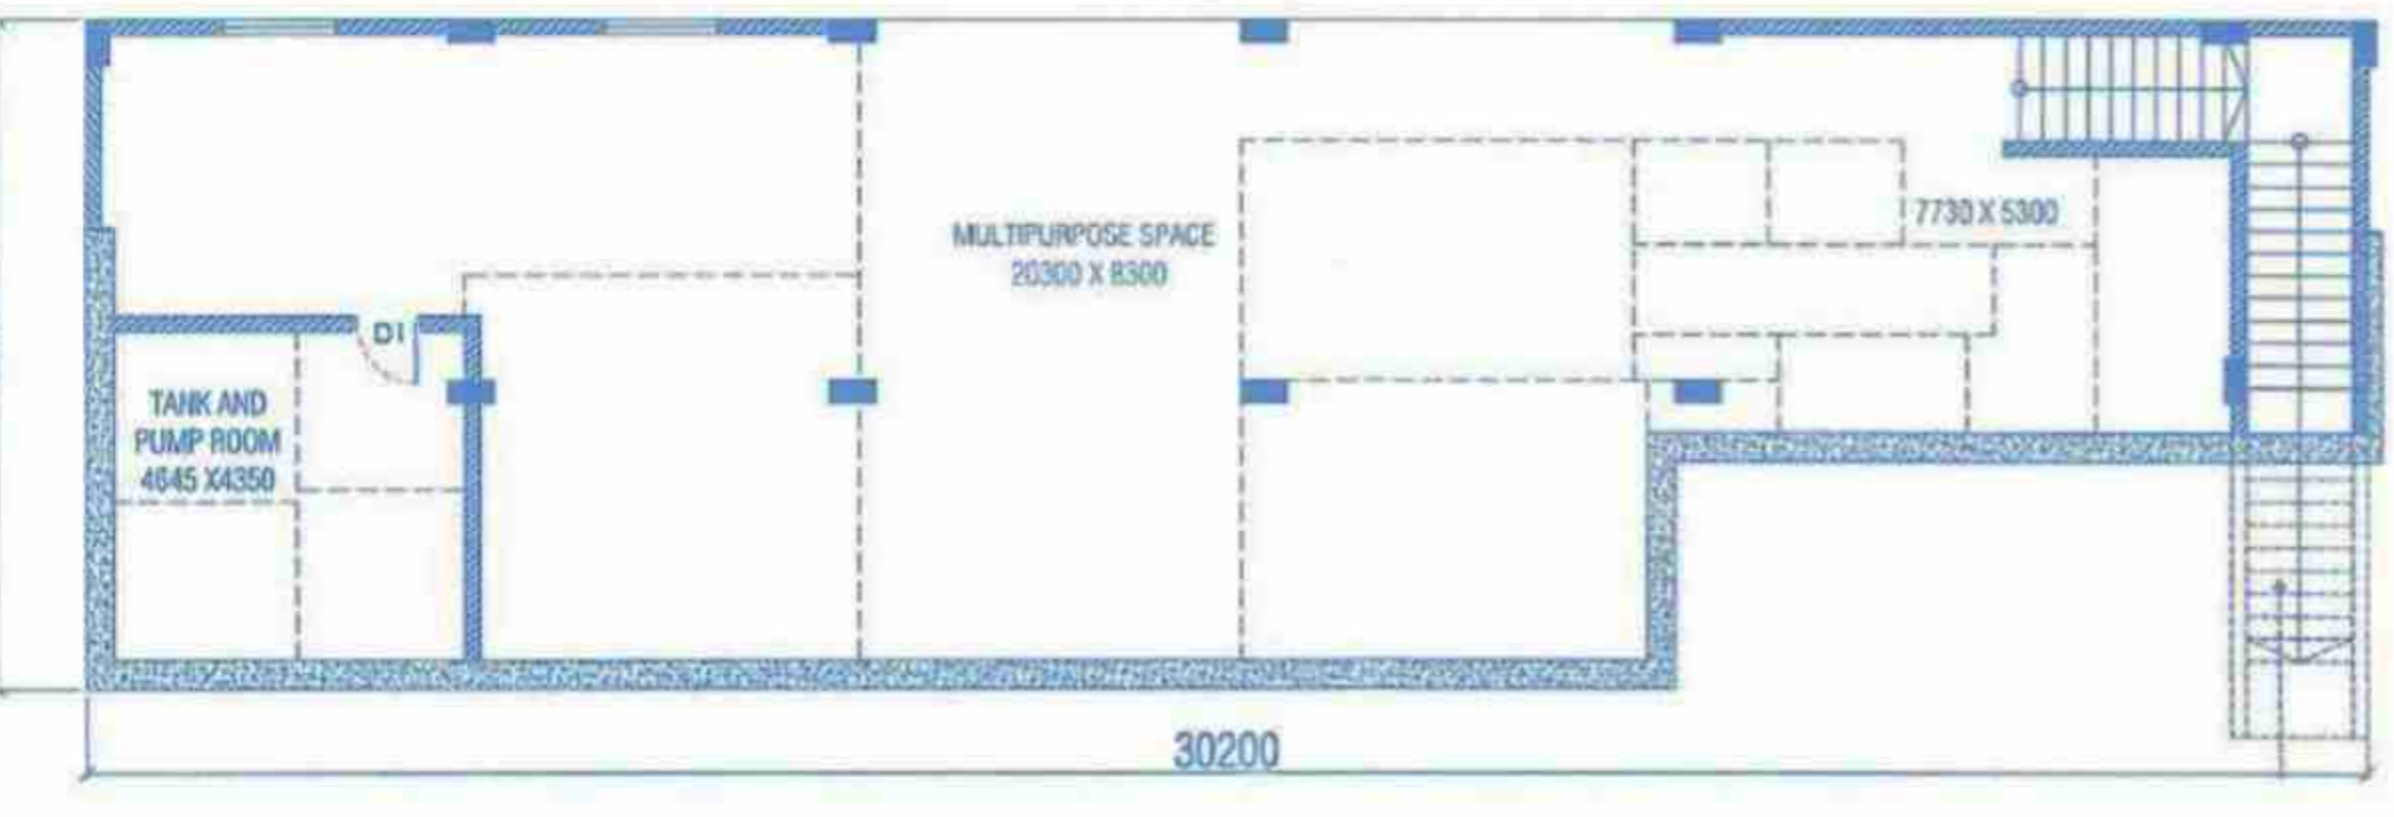 MULTIPURPOSE SPACE
20300 X 8300
7730 X 5300
D1
TANK AND
PUMP ROOM
4645 X4350
30200